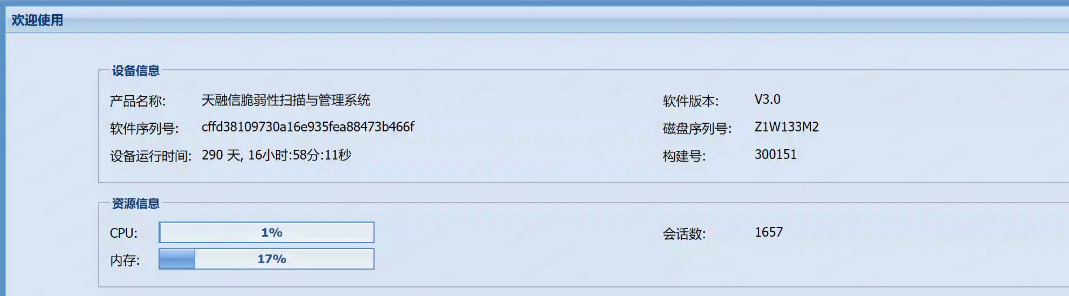 欢迎使用
设备信息
产品名称: 天融信脆弱性扫描与管理系统 软件版本: V3.0
软件序列号: cffd38109730a16e935fea88473b466f 磁盘序列号: Z1W133M2
设备运行时间: 290 天, 16小时:58分:11秒 构建号: 300151
资源信息
CPU: 1% 会话数: 1657
内存: 17%